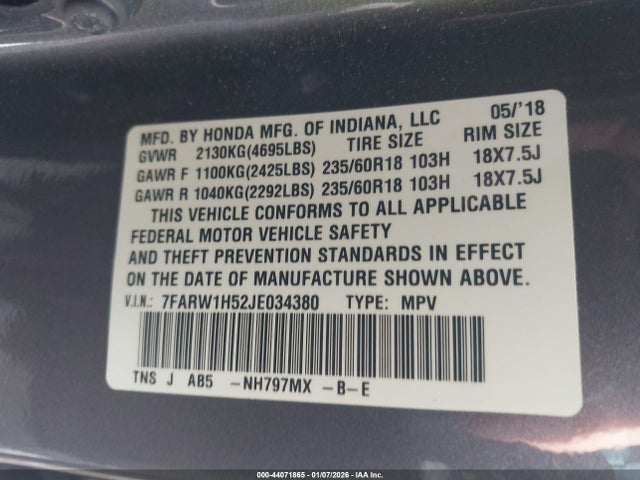 MFD. BY HONDA MFG. OF INDIANA, LLC 05/'18
GVWR 2130KG(4695LBS) TIRE SIZE RIM SIZE
GAWR F 1100KG(2425LBS) 235/60R18 103H 18X7.5J
GAWR R 1040KG(2292LBS) 235/60R18 103H 18X7.5J
THIS VEHICLE CONFORMS TO ALL APPLICABLE
FEDERAL MOTOR VEHICLE SAFETY
AND THEFT PREVENTION STANDARDS IN EFFECT
ON THE DATE OF MANUFACTURE SHOWN ABOVE.
V.I.N.: 7FARW1H52JE034380 TYPE: MPV
TNS J AB5 -NH797MX -B-E
000-44071865 - 01/07/2026 - IAA Inc.